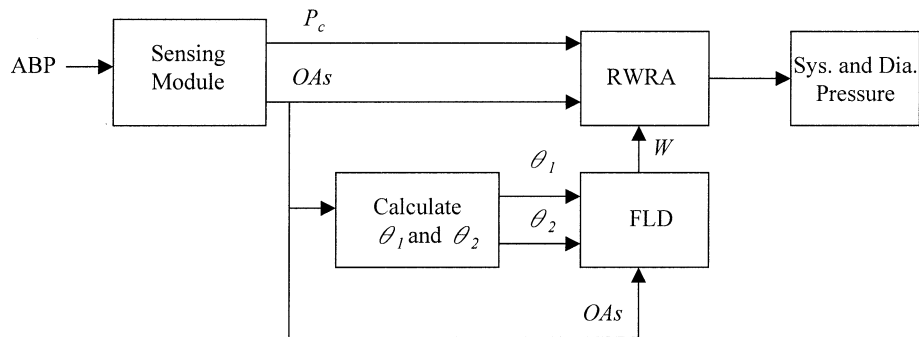 P_c
Sensing
Module
ABP
OAs
RWRA
Sys. and Dia.
Pressure
W
θ_1
Calculate
θ_1 and θ_2
θ_2
FLD
OAs